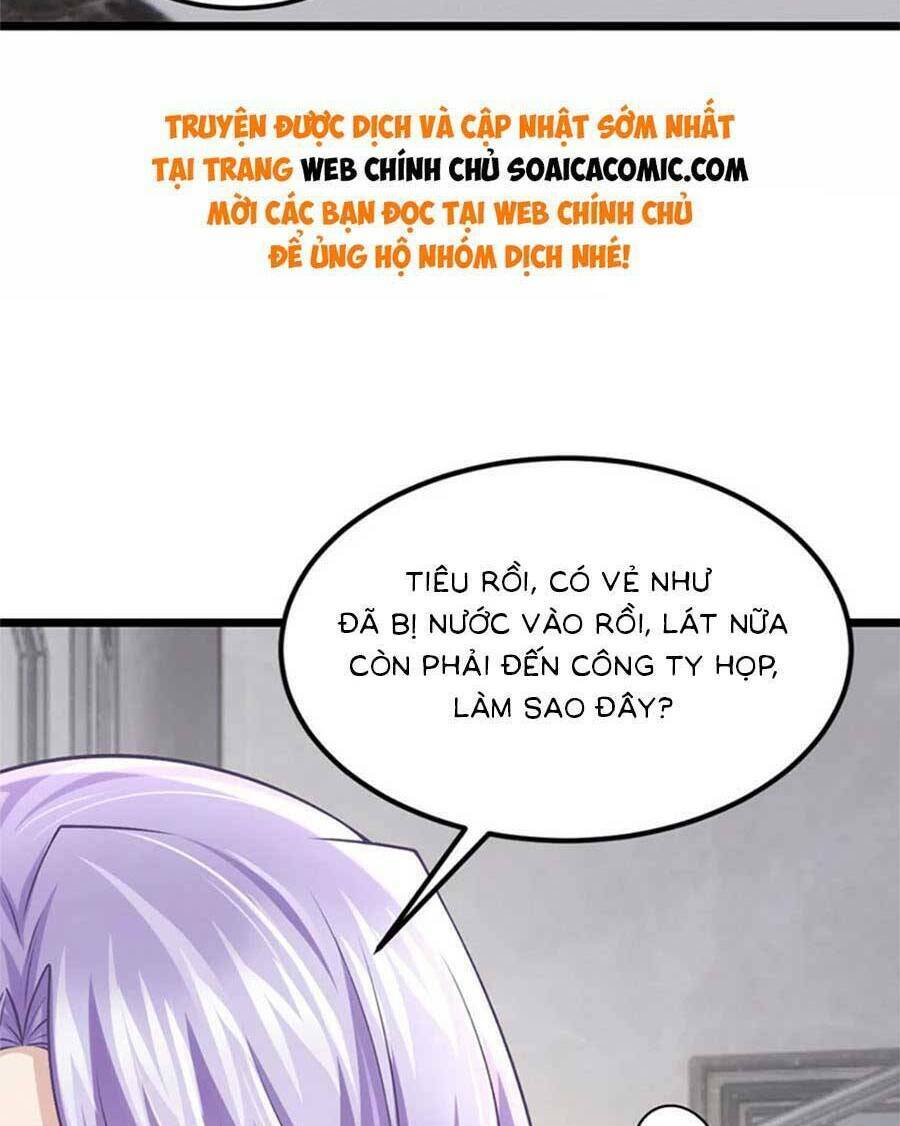 TRUYỆN ĐƯỢC DỊCH VÀ CẬP NHẬT SỚM NHẤT
TẠI TRANG WEB CHÍNH CHỦ SOAICACOMIC.COM
MỜI CÁC BẠN ĐỌC TẠI WEB CHÍNH CHỦ
ĐỂ ỦNG HỘ NHÓM DỊCH NHÉ!
TIÊU RỒI, CÓ VẺ NHƯ
ĐÃ BỊ NƯỚC VÀO RỒI, LÁT NỮA
CÒN PHẢI ĐẾN CÔNG TY HỌP,
LÀM SAO ĐÂY?